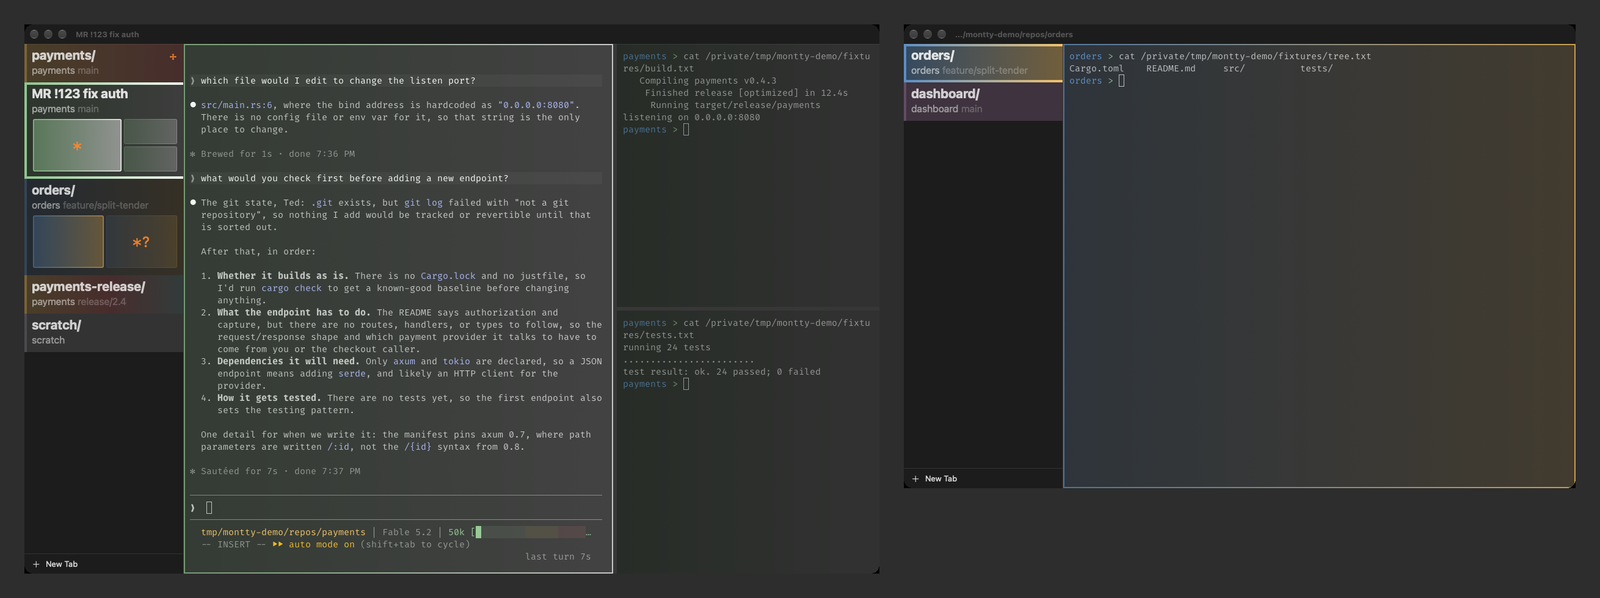 MR !123 fix auth
payments/
+
payments main
MR !123 fix auth
payments main
*
orders/
orders feature/split-tender
*?
payments-release/
payments release/2.4
scratch/
scratch
+ New Tab
❯ which file would I edit to change the listen port?
● src/main.rs:6, where the bind address is hardcoded as "0.0.0.0:8080".
There is no config file or env var for it, so that string is the only
place to change.
✻ Brewed for 1s · done 7:36 PM
❯ what would you check first before adding a new endpoint?
● The git state, Ted: .git exists, but git log failed with "not a git
repository", so nothing I add would be tracked or revertible until that
is sorted out.
After that, in order:
1. Whether it builds as is. There is no Cargo.lock and no justfile, so
I'd run cargo check to get a known-good baseline before changing
anything.
2. What the endpoint has to do. The README says authorization and
capture, but there are no routes, handlers, or types to follow, so the
request/response shape and which payment provider it talks to have to
come from you or the checkout caller.
3. Dependencies it will need. Only axum and tokio are declared, so a JSON
endpoint means adding serde, and likely an HTTP client for the
provider.
4. How it gets tested. There are no tests yet, so the first endpoint also
sets the testing pattern.
One detail for when we write it: the manifest pins axum 0.7, where path
parameters are written /:id, not the /{id} syntax from 0.8.
✻ Sautéed for 7s · done 7:37 PM
❯
tmp/montty-demo/repos/payments | Fable 5.2 | 50k [ …
-- INSERT -- ⏵⏵ auto mode on (shift+tab to cycle)
last turn 7s
payments > cat /private/tmp/montty-demo/fixtu
res/build.txt
Compiling payments v0.4.3
Finished release [optimized] in 12.4s
Running target/release/payments
listening on 0.0.0.0:8080
payments >
payments > cat /private/tmp/montty-demo/fixtu
res/tests.txt
running 24 tests
........................
test result: ok. 24 passed; 0 failed
payments >
.../montty-demo/repos/orders
orders/
orders feature/split-tender
dashboard/
dashboard main
+ New Tab
orders > cat /private/tmp/montty-demo/fixtures/tree.txt
Cargo.toml README.md src/ tests/
orders >